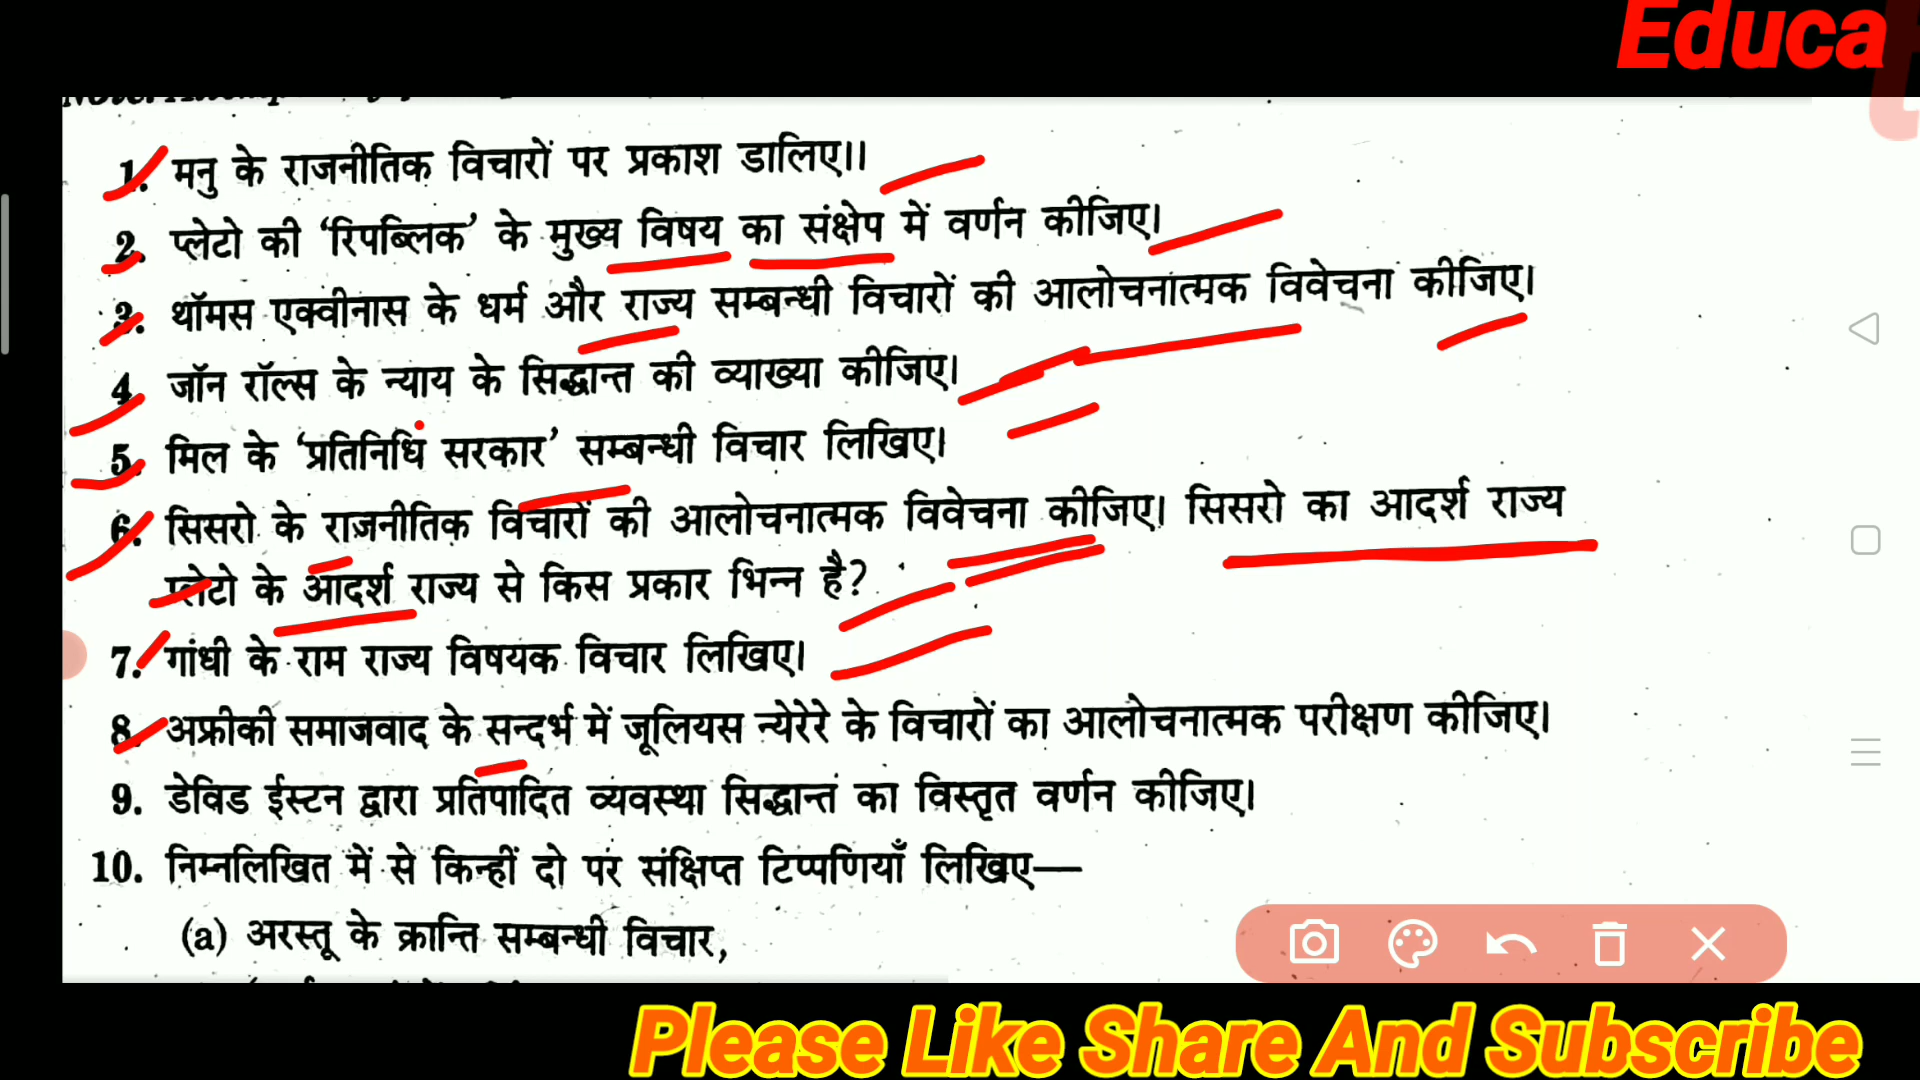 Educa
1. मनु के राजनीतिक विचारों पर प्रकाश डालिए।।
2. प्लेटो की ‘रिपब्लिक’ के मुख्य विषय का संक्षेप में वर्णन कीजिए।
3. थॉमस एक्वीनास के धर्म और राज्य सम्बन्धी विचारों की आलोचनात्मक विवेचना कीजिए।
4. जॉन रॉल्स के न्याय के सिद्धान्त की व्याख्या कीजिए।
5. मिल के ‘प्रतिनिधि सरकार’ सम्बन्धी विचार लिखिए।
6. सिसरो के राजनीतिक विचारों की आलोचनात्मक विवेचना कीजिए। सिसरो का आदर्श राज्य
प्लेटो के आदर्श राज्य से किस प्रकार भिन्न है?
7. गांधी के राम राज्य विषयक विचार लिखिए।
8. अफ्रीकी समाजवाद के सन्दर्भ में जूलियस न्येरेरे के विचारों का आलोचनात्मक परीक्षण कीजिए।
9. डेविड ईस्टन द्वारा प्रतिपादित व्यवस्था सिद्धान्त का विस्तृत वर्णन कीजिए।
10. निम्नलिखित में से किन्हीं दो पर संक्षिप्त टिप्पणियाँ लिखिए—
(a) अरस्तू के क्रान्ति सम्बन्धी विचार,
Please Like Share And Subscribe